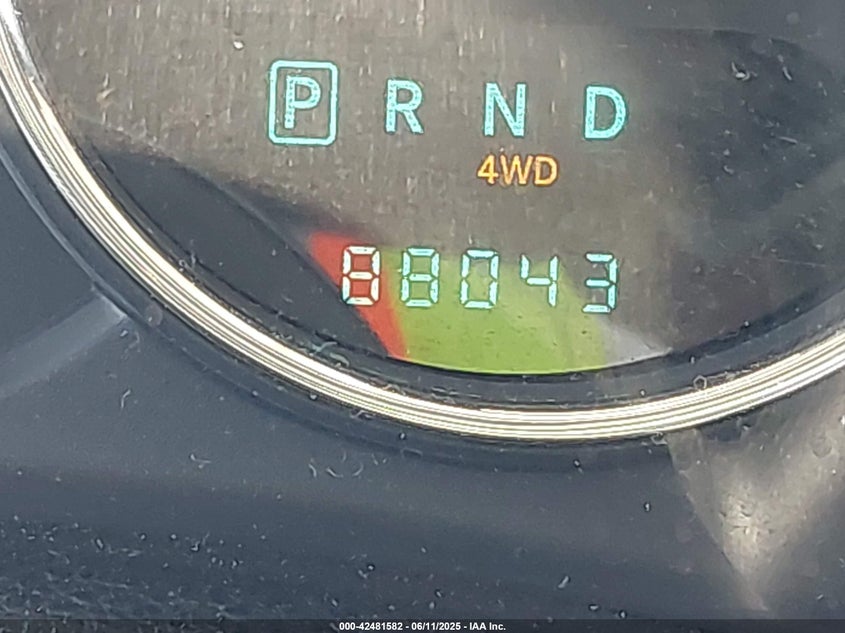 P R N D
4WD
88043
000-42481582 - 06/11/2025 - IAA Inc.